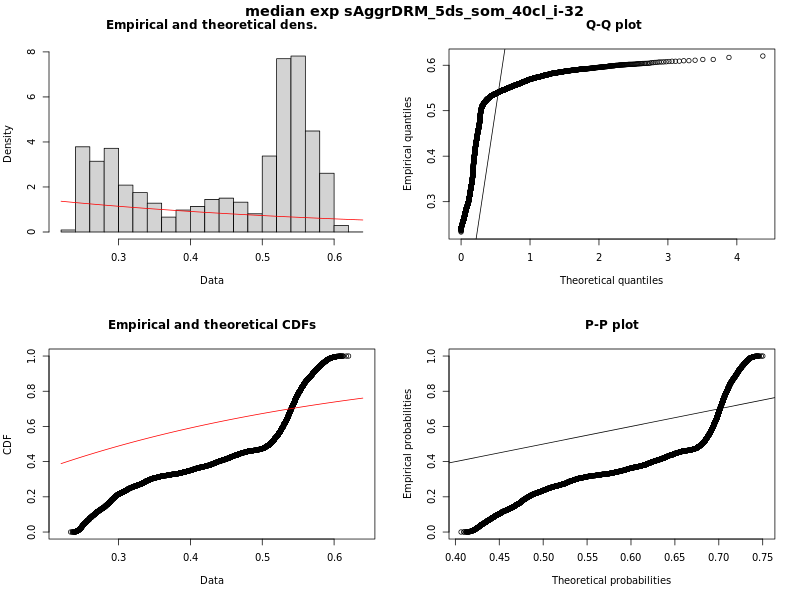 median exp sAggrDRM_5ds_som_40cl_i-32
Empirical and theoretical dens.
Density
0 2 4 6 8
0.3 0.4 0.5 0.6
Data
Q-Q plot
Empirical quantiles
0.3 0.4 0.5 0.6
0 1 2 3 4
Theoretical quantiles
Empirical and theoretical CDFs
CDF
0.0 0.2 0.4 0.6 0.8 1.0
0.3 0.4 0.5 0.6
Data
P-P plot
Empirical probabilities
0.0 0.2 0.4 0.6 0.8 1.0
0.40 0.45 0.50 0.55 0.60 0.65 0.70 0.75
Theoretical probabilities